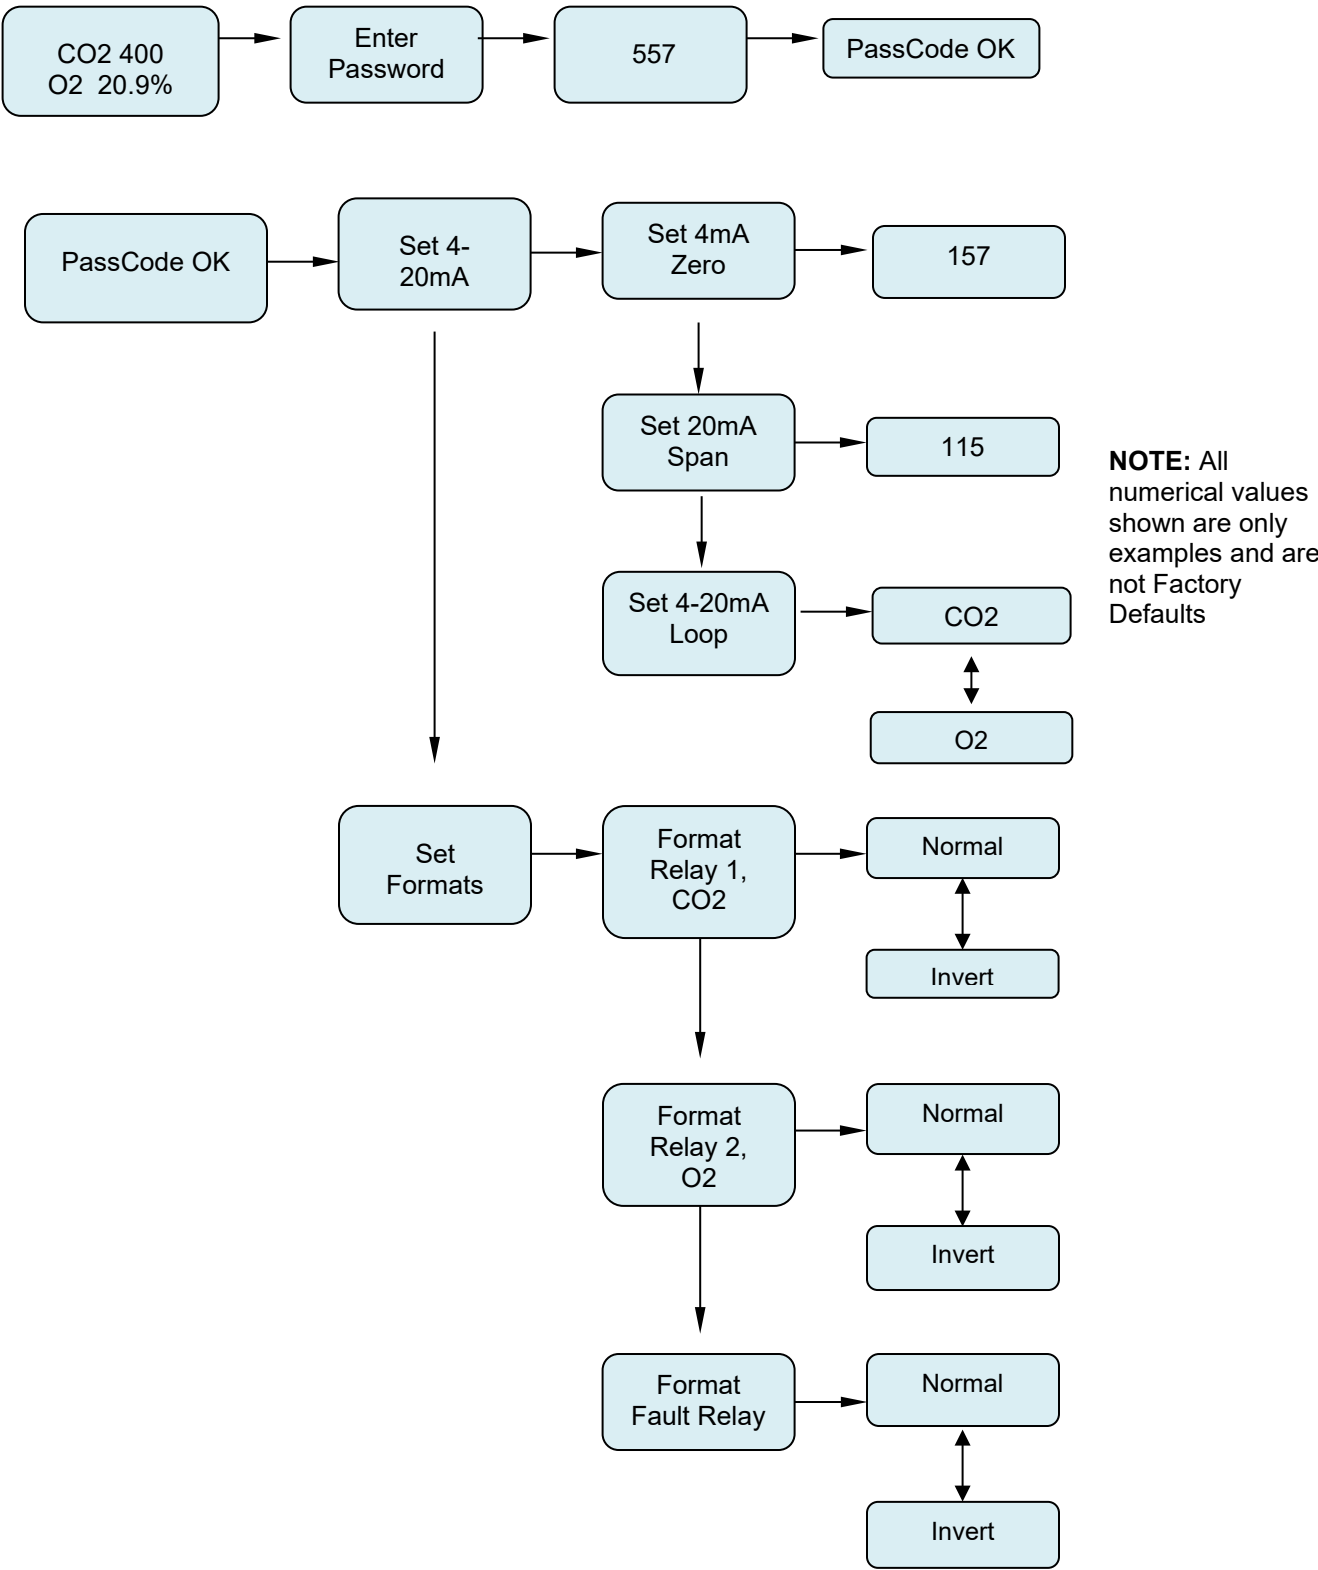 CO2 400
O2  20.9%
Enter
Password
557
PassCode OK
PassCode OK
Set 4-
20mA
Set 4mA
Zero
157
Set 20mA
Span
115
NOTE: All
numerical values
shown are only
examples and are
not Factory
Defaults
Set 4-20mA
Loop
CO2
O2
Set
Formats
Format
Relay 1,
CO2
Normal
Invert
Format
Relay 2,
O2
Normal
Invert
Format
Fault Relay
Normal
Invert